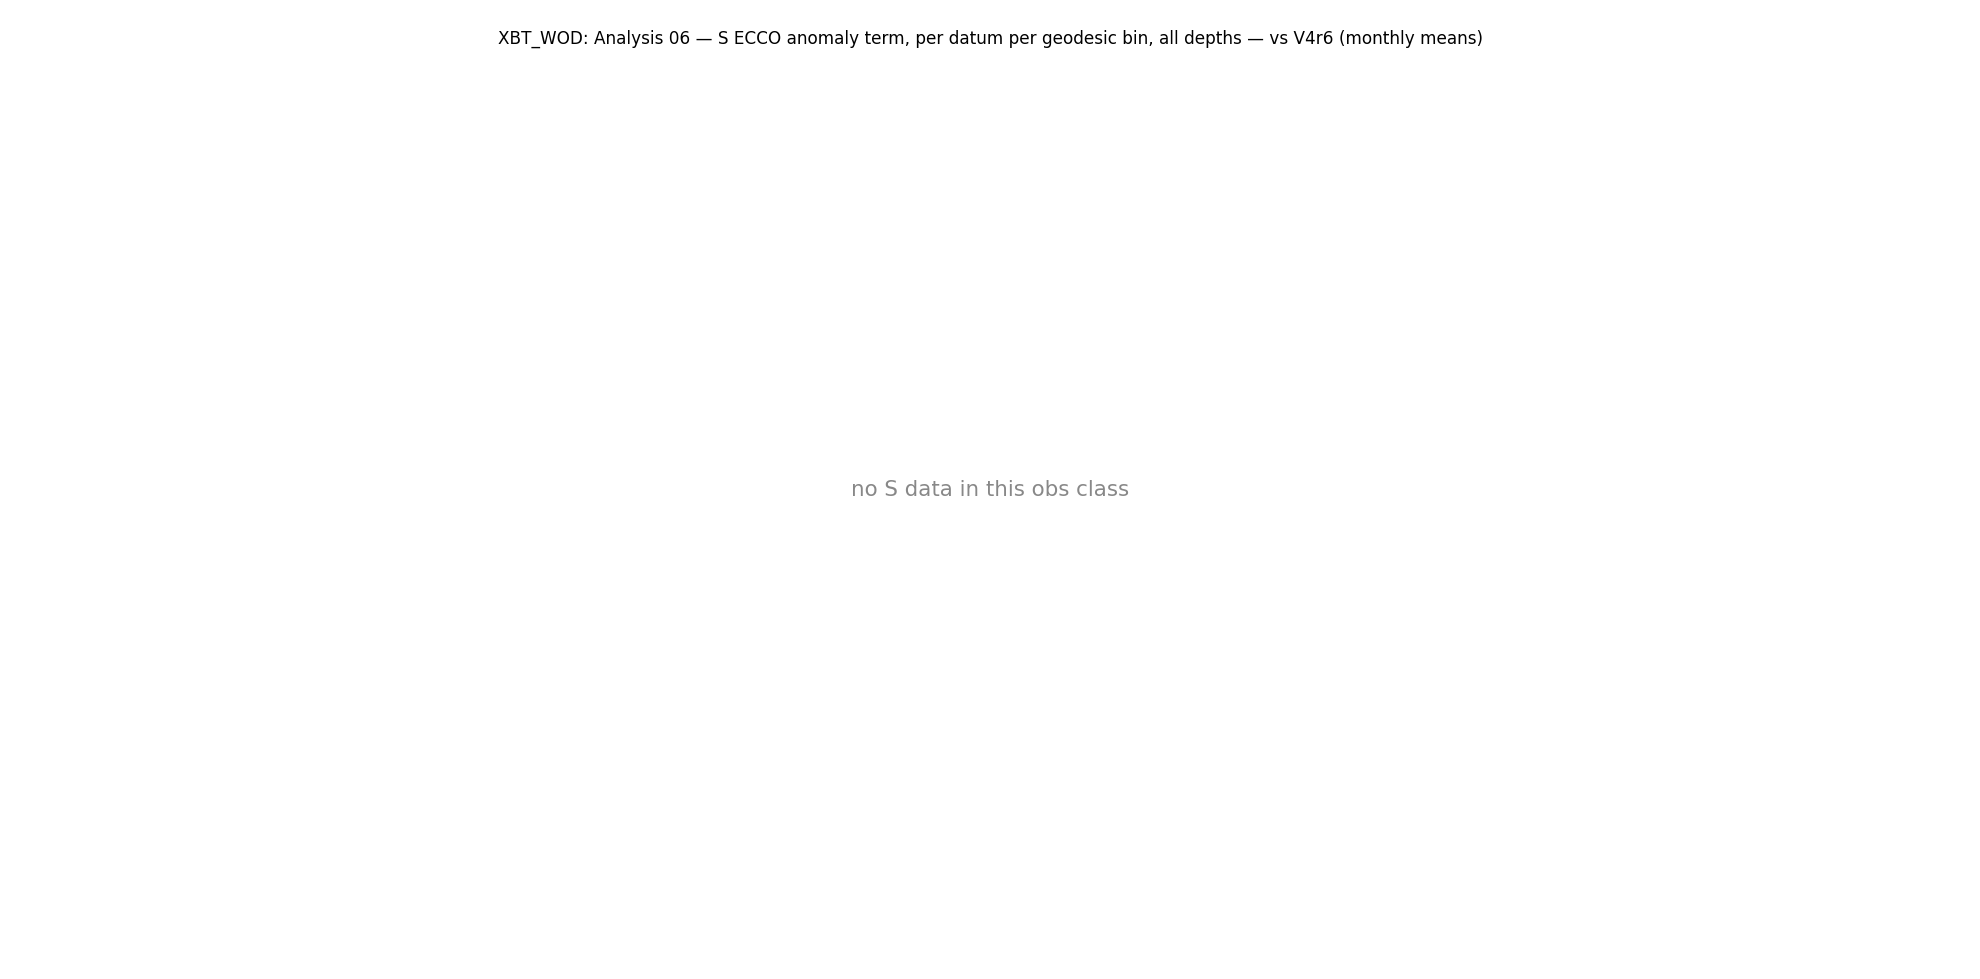 XBT_WOD: Analysis 06 — S ECCO anomaly term, per datum per geodesic bin, all depths — vs V4r6 (monthly means)
no S data in this obs class